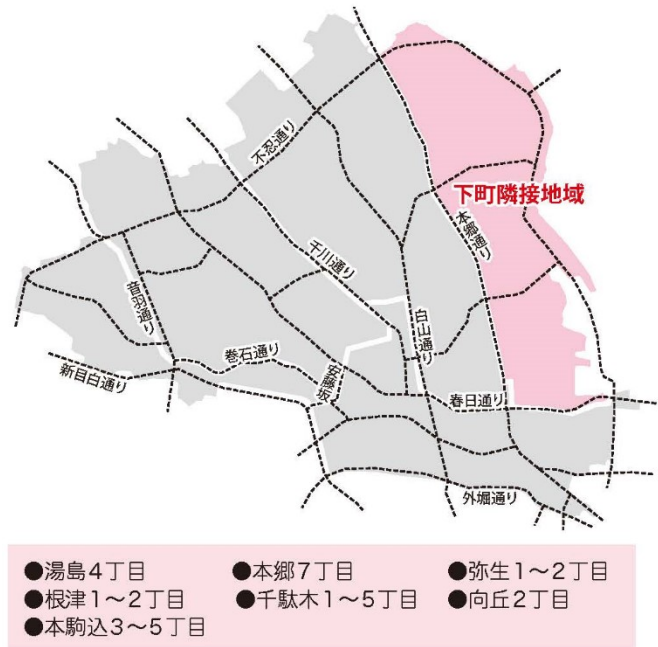 不忍通り
下町隣接地域
本郷通り
千川通り
音羽通り
白山通り
巻石通り
安藤坂
新目白通り
春日通り
外堀通り
●湯島4丁目 ●本郷7丁目 ●弥生1～2丁目
●根津1～2丁目 ●千駄木1～5丁目 ●向丘2丁目
●本駒込3～5丁目